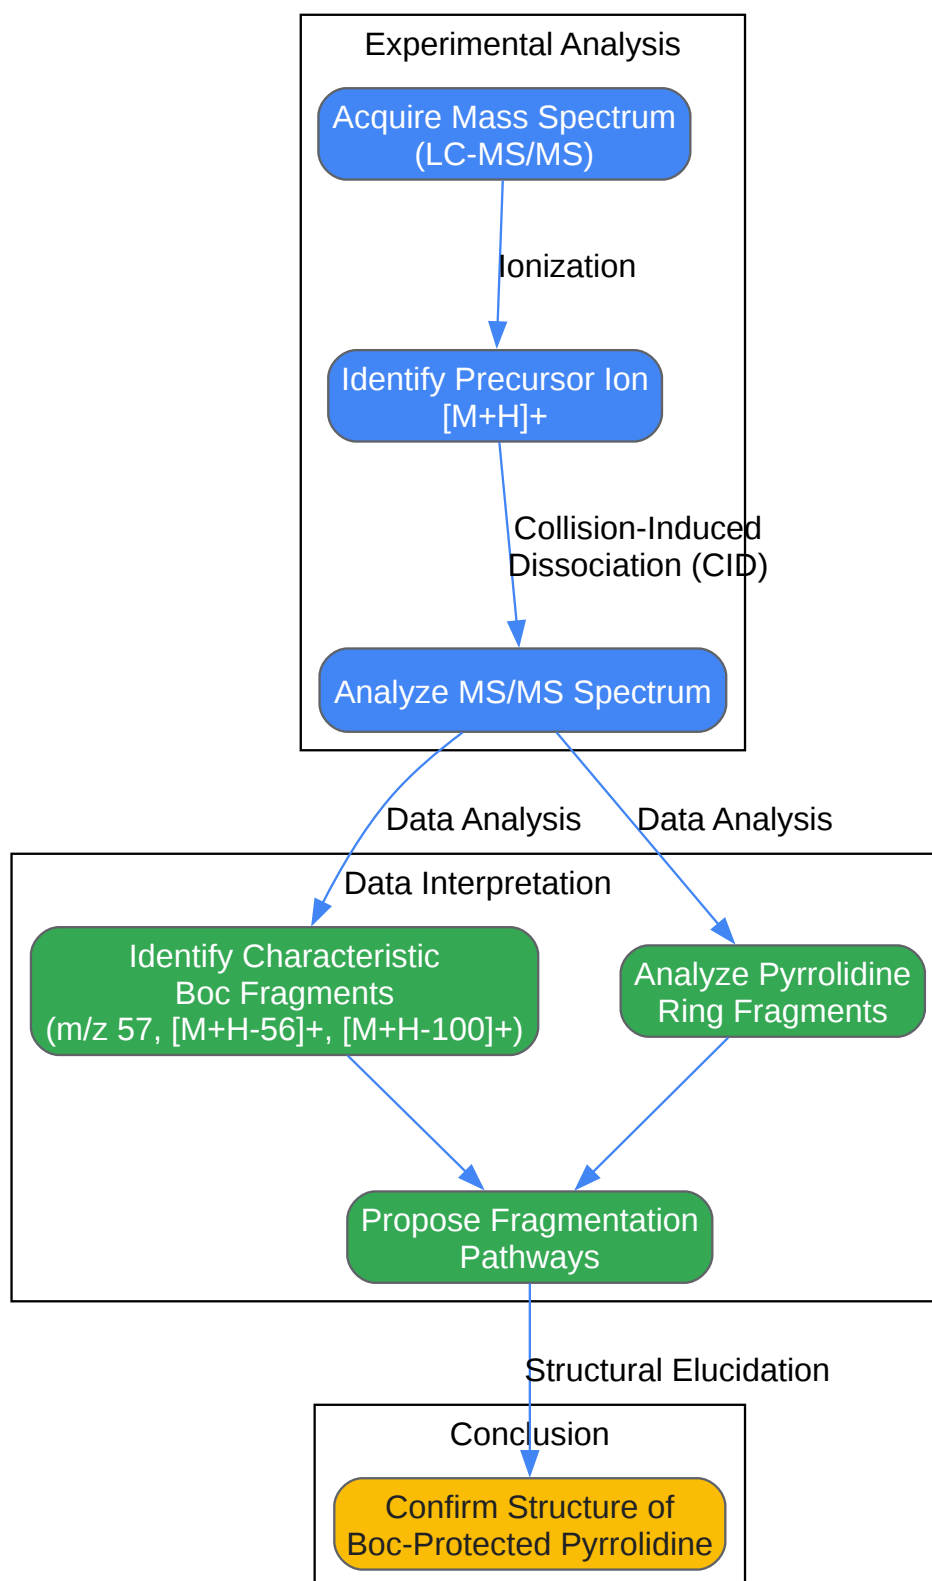 Experimental Analysis
Acquire Mass Spectrum
(LC-MS/MS)
Ionization
Identify Precursor Ion
[M+H]+
Collision-Induced
Dissociation (CID)
Analyze MS/MS Spectrum
Data Analysis
Data Analysis
Data Interpretation
Identify Characteristic
Boc Fragments
(m/z 57, [M+H-56]+, [M+H-100]+)
Analyze Pyrrolidine
Ring Fragments
Propose Fragmentation
Pathways
Structural Elucidation
Conclusion
Confirm Structure of
Boc-Protected Pyrrolidine